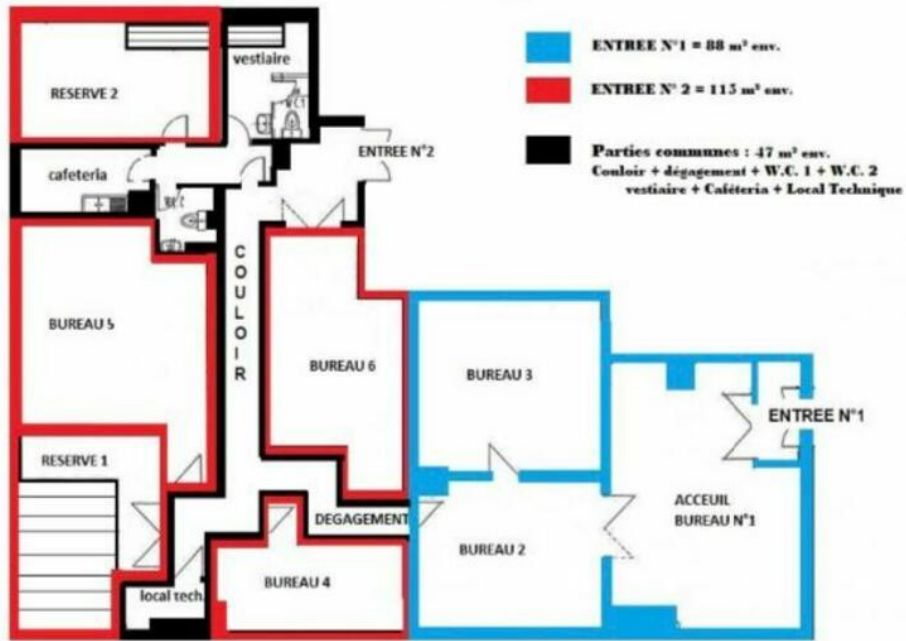 ENTREE N°1 = 88 m² env.
ENTREE N° 2 = 115 m² env.
Parties communes : 47 m² env.
Couloir + dégagement + W.C. 1 + W.C. 2
vestiaire + Caféteria + Local Technique
vestiaire
RESERVE 2
W.C 1
ENTREE N°2
cafeteria
COULOIR
BUREAU 5
BUREAU 6
BUREAU 3
ENTREE N°1
RESERVE 1
ACCEUIL
BUREAU N°1
DEGAGEMENT
BUREAU 2
BUREAU 4
local tech.